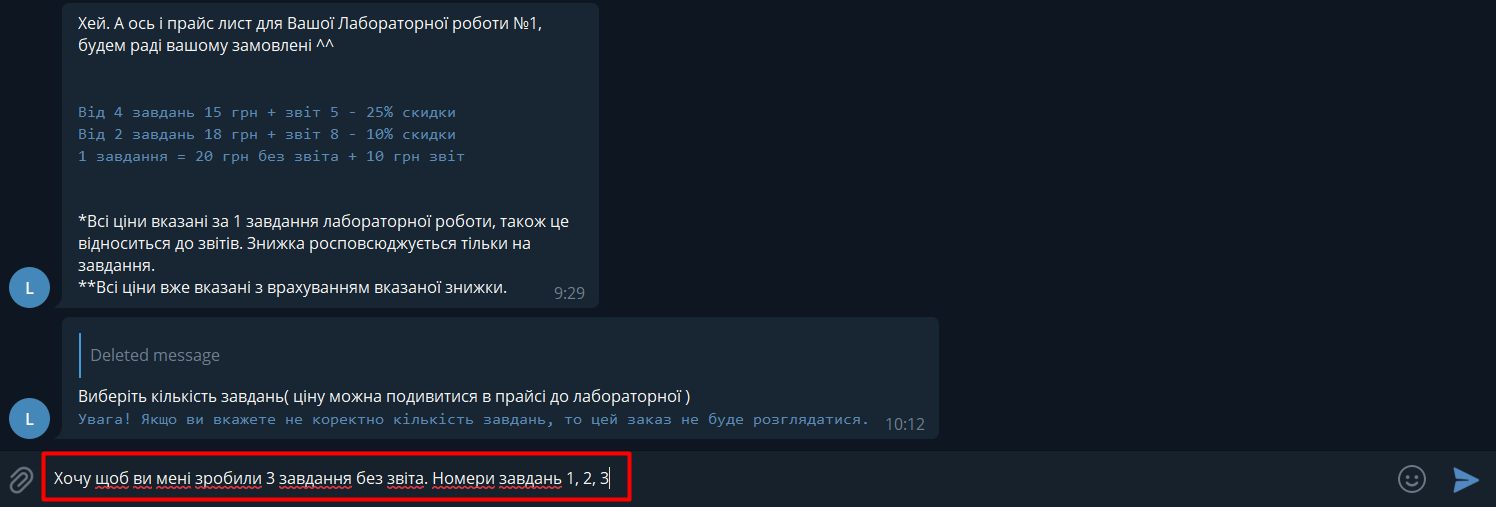 Хей. А ось і прайс лист для Вашої Лабораторної роботи №1,
будем раді вашому замовлені ^^
Від 4 завдань 15 грн + звіт 5 - 25% скидки
Від 2 завдань 18 грн + звіт 8 - 10% скидки
1 завдання = 20 грн без звіта + 10 грн звіт
*Всі ціни вказані за 1 завдання лабораторної роботи, також це
відноситься до звітів. Знижка росповсюджується тільки на
завдання.
**Всі ціни вже вказані з врахуванням вказаної знижки.
9:29
L
Deleted message
Виберіть кількість завдань( ціну можна подивитися в прайсі до лабораторної )
Увага! Якщо ви вкажете не коректно кількість завдань, то цей заказ не буде розглядатися.
10:12
L
Хочу щоб ви мені зробили 3 завдання без звіта. Номери завдань 1, 2, 3